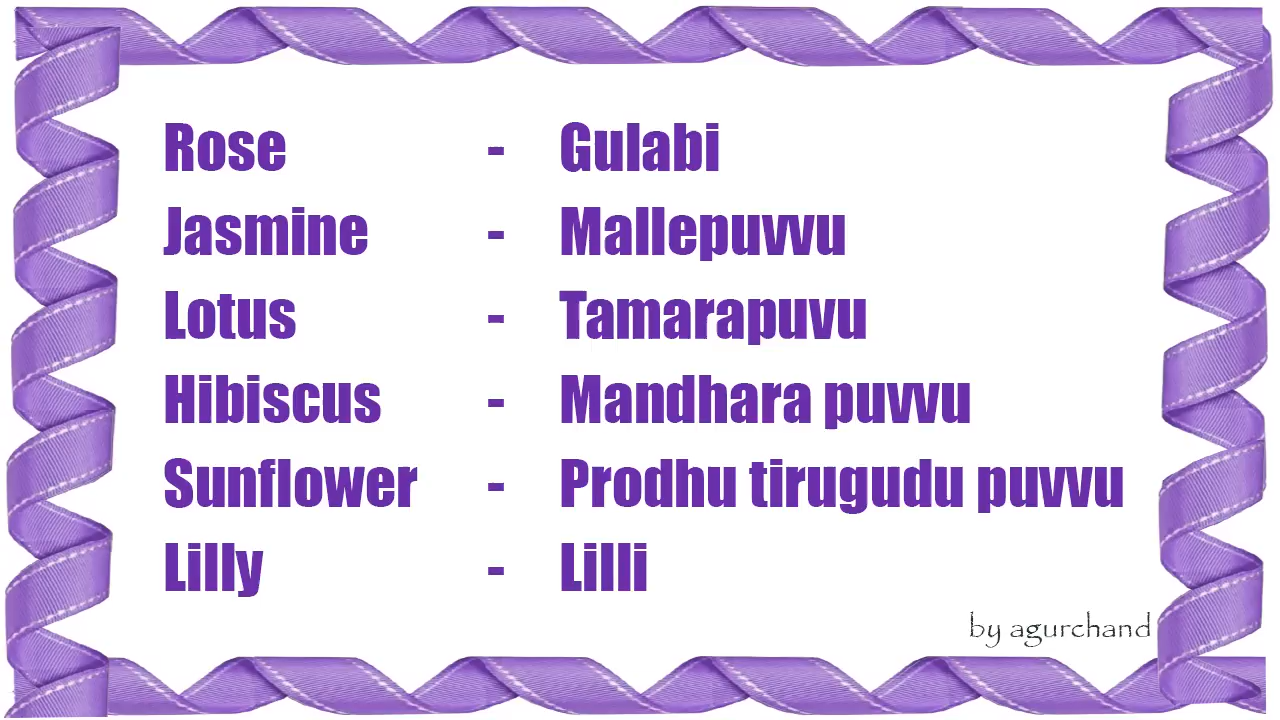 Rose - Gulabi
Jasmine - Mallepuvvu
Lotus - Tamarapuvu
Hibiscus - Mandhara puvvu
Sunflower - Prodhu tirugudu puvvu
Lilly - Lilli
by agurchand